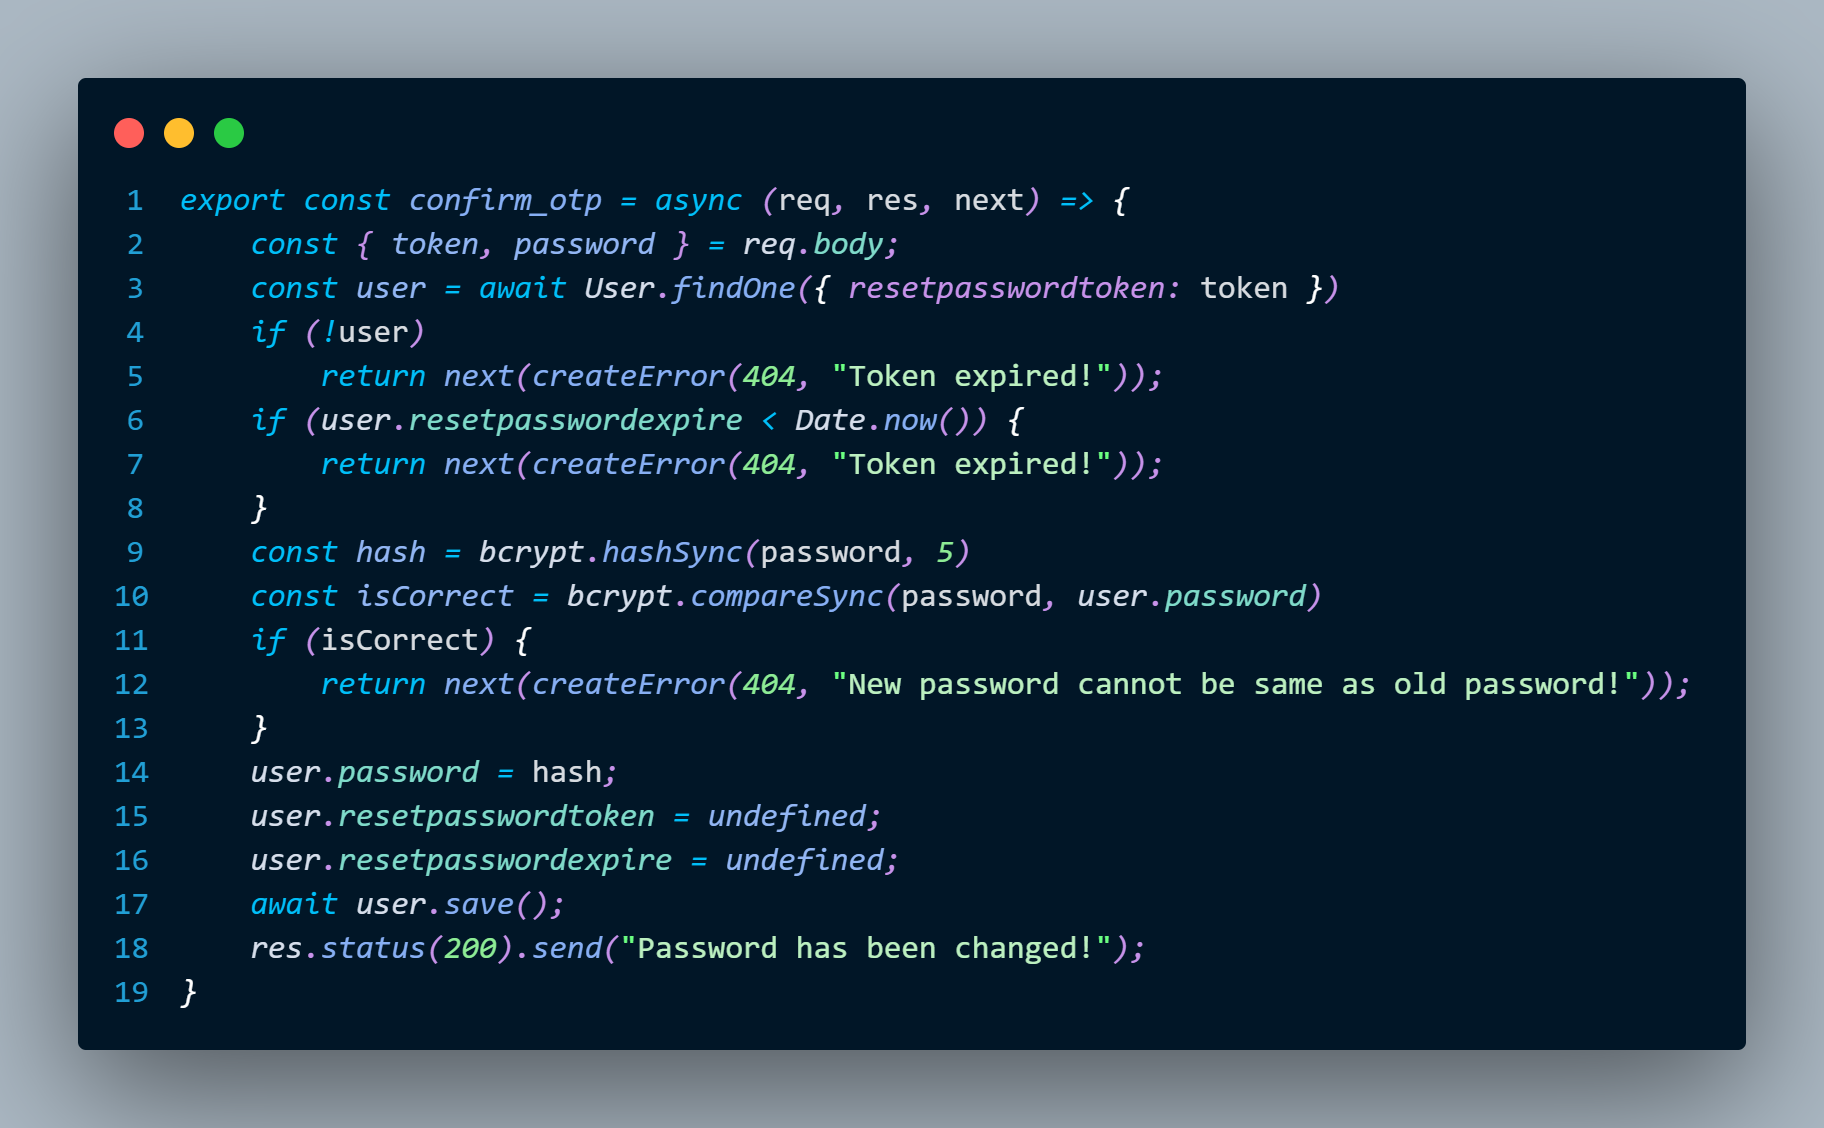 1 export const confirm_otp = async (req, res, next) => {
2     const { token, password } = req.body;
3     const user = await User.findOne({ resetpasswordtoken: token })
4     if (!user)
5         return next(createError(404, "Token expired!"));
6     if (user.resetpasswordexpire < Date.now()) {
7         return next(createError(404, "Token expired!"));
8     }
9     const hash = bcrypt.hashSync(password, 5)
10     const isCorrect = bcrypt.compareSync(password, user.password)
11     if (isCorrect) {
12         return next(createError(404, "New password cannot be same as old password!"));
13     }
14     user.password = hash;
15     user.resetpasswordtoken = undefined;
16     user.resetpasswordexpire = undefined;
17     await user.save();
18     res.status(200).send("Password has been changed!");
19 }